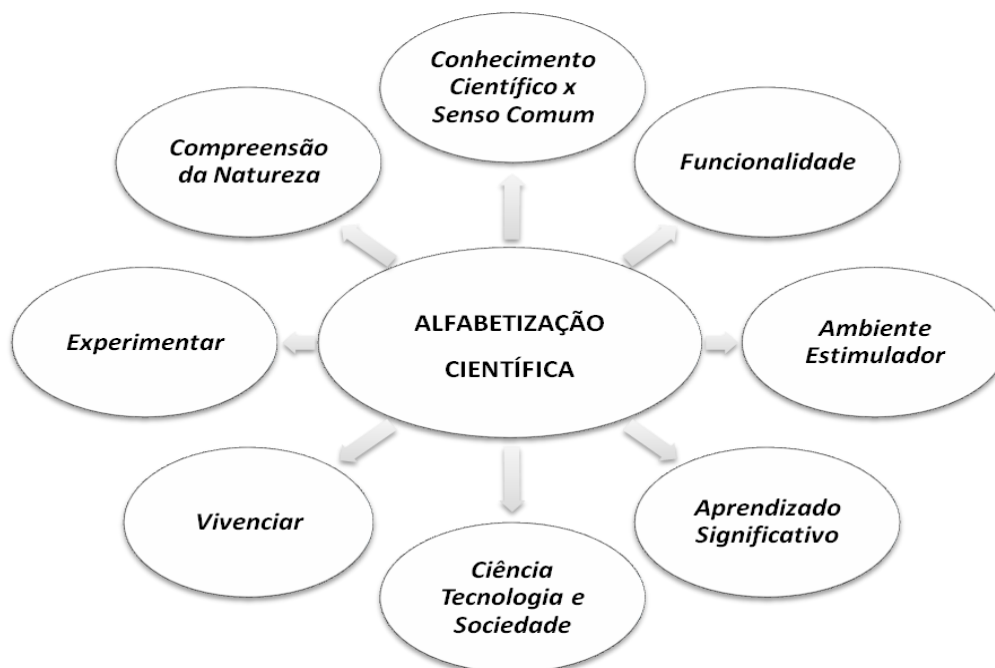 Conhecimento
Científico x
Senso Comum
Compreensão
da Natureza
Funcionalidade
Experimentar
ALFABETIZAÇÃO
CIENTÍFICA
Ambiente
Estimulador
Vivenciar
Aprendizado
Significativo
Ciência
Tecnologia e
Sociedade